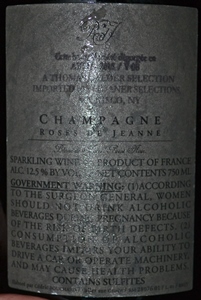 A THOMAS CALDER SELECTION
NY
CHAMPAGNE
ROSES DE JEANNE
SPARKLING WINE PRODUCT OF FRANCE
ALC. 12.5 % BY VOL. NET CONTENTS 750 ML
GOVERNMENT WARNING: (1) ACCORDING
TO THE SURGEON GENERAL, WOMEN
SHOULD NOT DRINK ALCOHOLIC
BEVERAGES DURING PREGNANCY BECAUSE
OF THE RISK OF BIRTH DEFECTS. (2)
CONSUMPTION OF ALCOHOLIC
BEVERAGES IMPAIRS YOUR ABILITY TO
DRIVE A CAR OR OPERATE MACHINERY
AND MAY CAUSE HEALTH PROBLEMS.
CONTAINS SULFITES